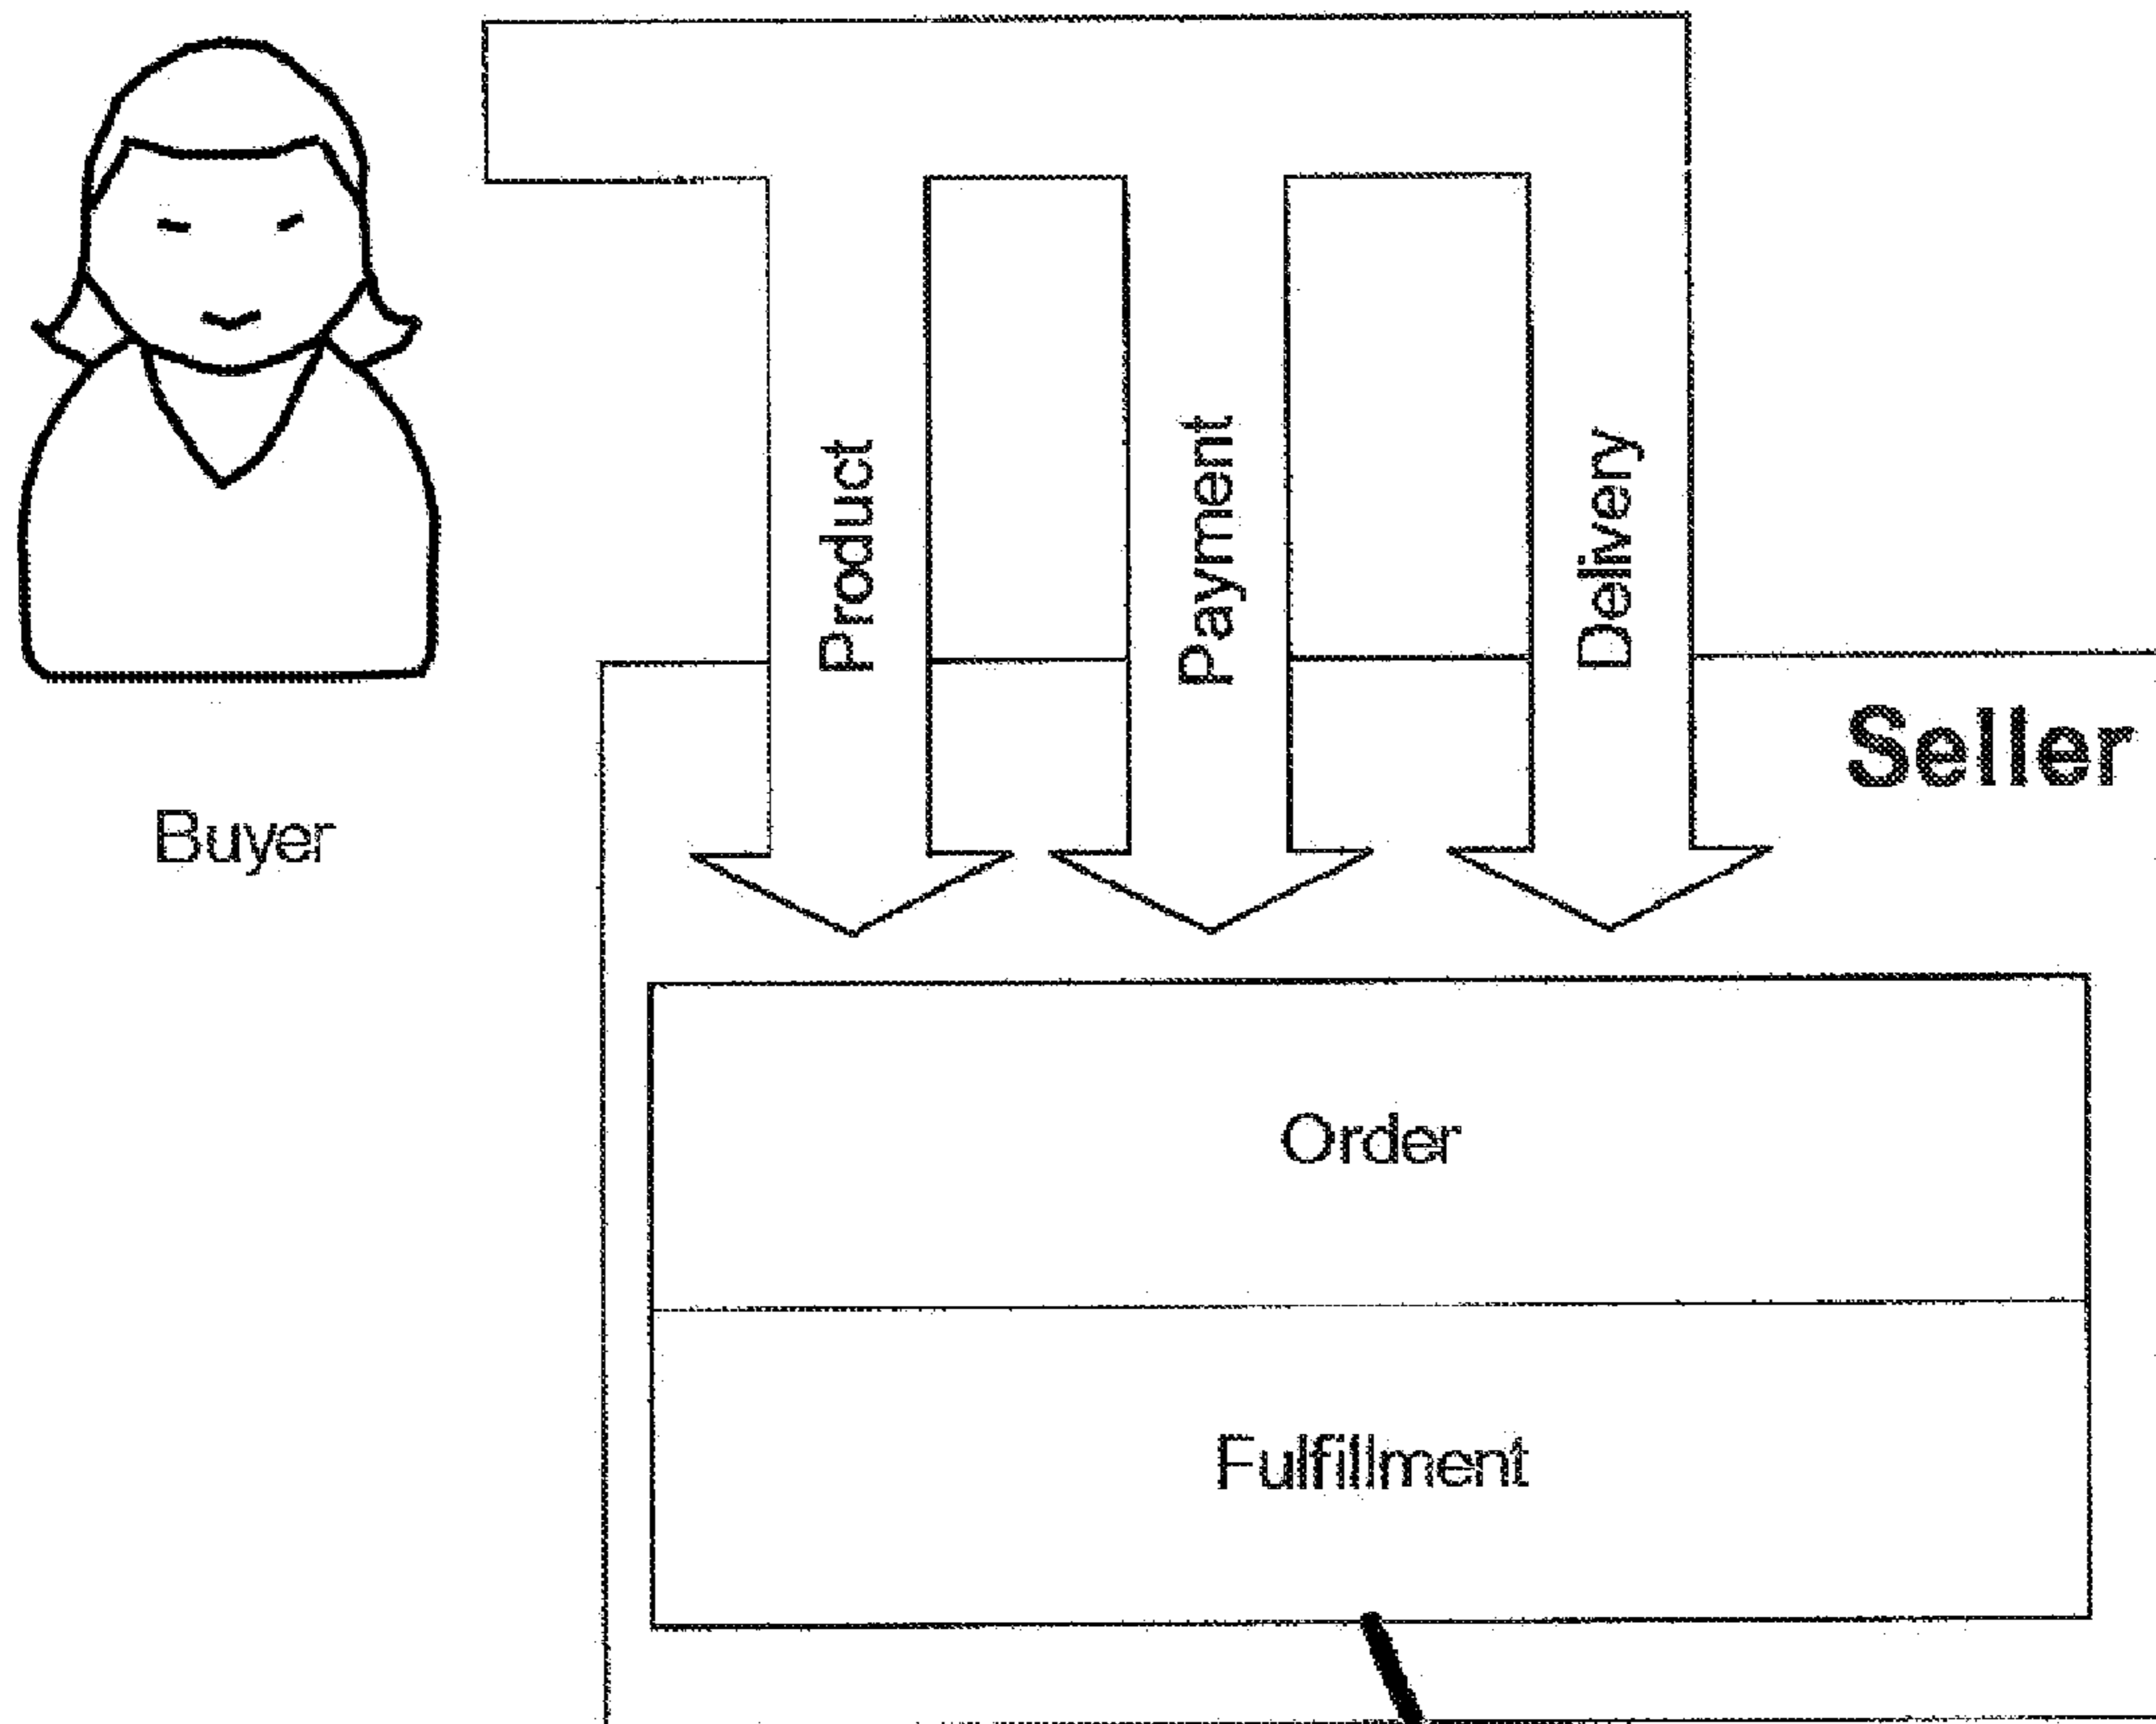 Product
Payment
Delivery
Seller
Buyer
Order
Fulfillment